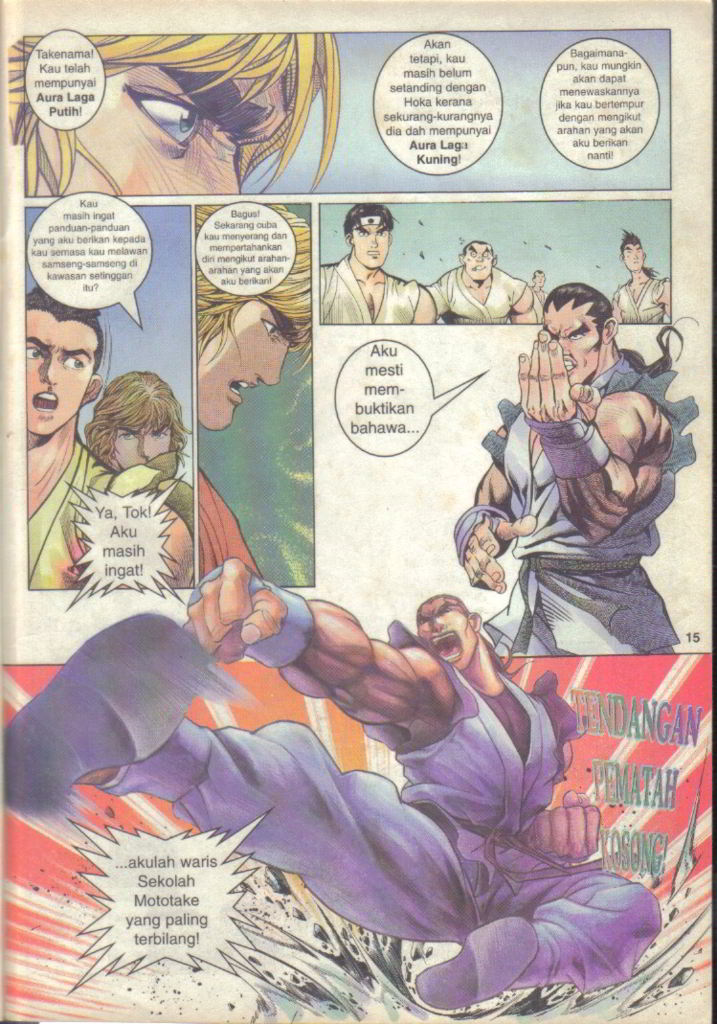 Takenama!
Kau telah
mempunyai
Aura Laga
Putih!
Akan
tetapi, kau
masih belum
setanding dengan
Hoka kerana
sekurang-kurangnya
dia dah mempunyai
Aura Laga
Kuning!
Bagaimana-
pun, kau mungkin
akan dapat
menewaskannya
jika kau bertempur
dengan mengikut
arahan yang akan
aku berikan
nanti!
Kau
masih ingat
panduan-panduan
yang aku berikan kepada
kau semasa kau melawan
samseng-samseng di
kawasan setinggan
itu?
Ya, Tok!
Aku
masih
ingat!
Bagus!
Sekarang cuba
kau menyerang dan
mempertahankan
diri mengikut arahan-
arahan yang akan
aku berikan!
Aku
mesti
mem-
buktikan
bahawa...
15
TENDANGAN
PEMATAH
KOSONG!
...akulah waris
Sekolah
Mototake
yang paling
terbilang!